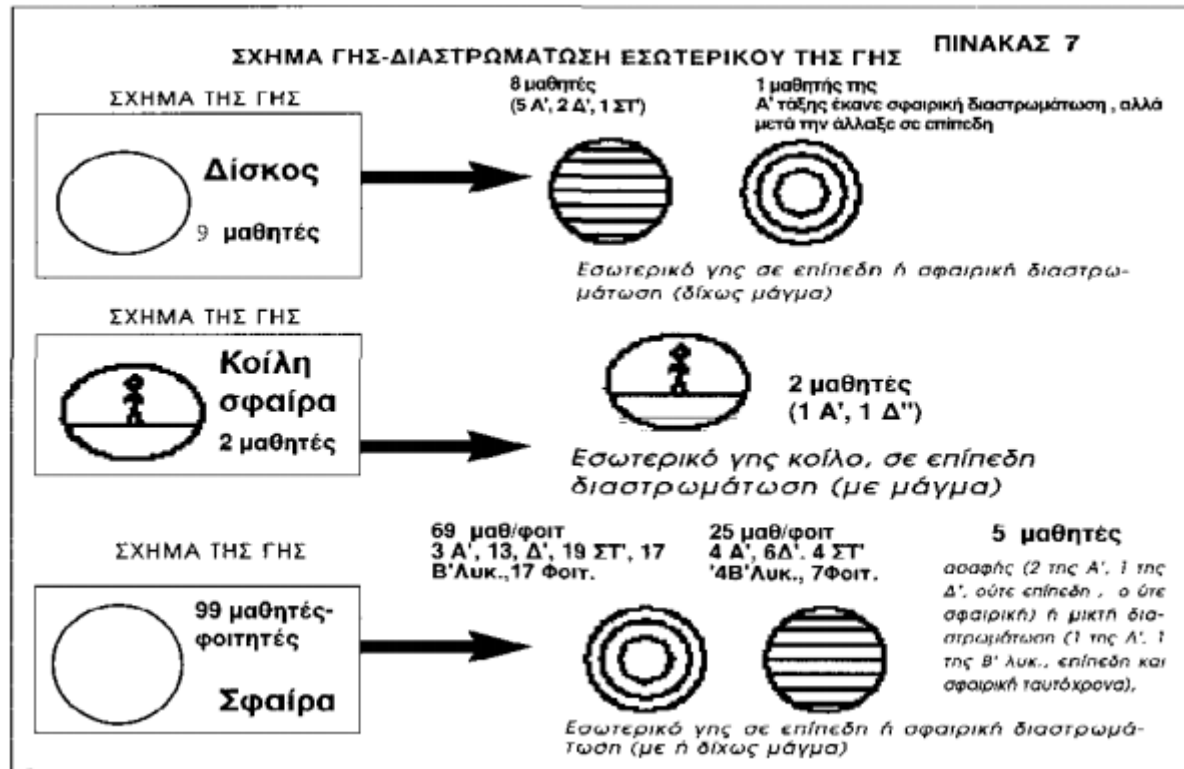 ΠΙΝΑΚΑΣ 7
ΣΧΗΜΑ ΓΗΣ-ΔΙΑΣΤΡΩΜΑΤΩΣΗ ΕΣΩΤΕΡΙΚΟΥ ΤΗΣ ΓΗΣ
ΣΧΗΜΑ ΤΗΣ ΓΗΣ
Δίσκος
9 μαθητές
8 μαθητές
(5 Α', 2 Δ', 1 ΣΤ')
1 μαθητής της
Α' τάξης έκανε σφαιρική διαστρωμάτωση , αλλά
μετά την άλλαξε σε επίπεδη
Εσωτερικό γης σε επίπεδη ή σφαιρική διαστρω-
μάτωση (δίχως μάγμα)
ΣΧΗΜΑ ΤΗΣ ΓΗΣ
Κοίλη
σφαίρα
2 μαθητές
2 μαθητές
(1 Α', 1 Δ'')
Εσωτερικό γης κοίλο, σε επίπεδη
διαστρωμάτωση (με μάγμα)
ΣΧΗΜΑ ΤΗΣ ΓΗΣ
99 μαθητές-
φοιτητές
Σφαίρα
69 μαθ/φοιτ
3 Α', 13, Δ', 19 ΣΤ', 17
Β'Λυκ.,17 Φοιτ.
25 μαθ/φοιτ
4 Α', 6Δ'. 4 ΣΤ'
'4Β'Λυκ., 7Φοιτ.
5 μαθητές
ασαφής (2 της Α', 1 της
Δ', ούτε επίπεδη , ο ύτε
σφαιρική) ή μικτή δια-
στρωμάτωση (1 της Α', 1
της Β' λυκ., επίπεδη και
σφαιρική ταυτόχρονα),
Εσωτερικό γης σε επίπεδη ή σφαιρική διαστρωμά-
τωση (με ή δίχως μάγμα)